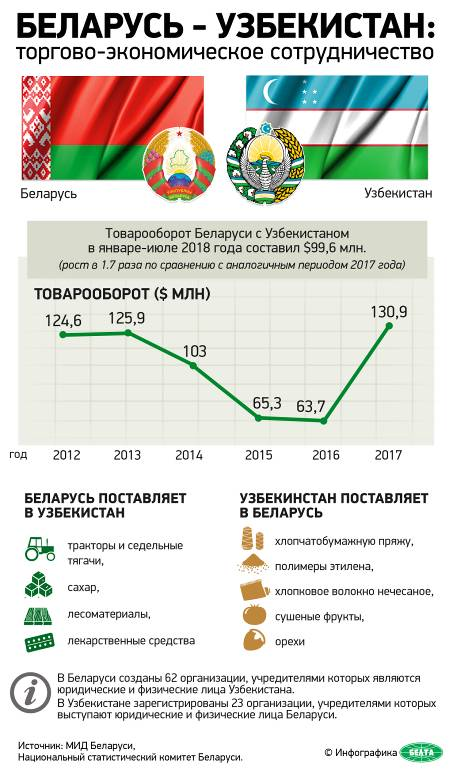 БЕЛАРУСЬ - УЗБЕКИСТАН:
торгово-экономическое сотрудничество
Беларусь
Узбекистан
Товарооборот Беларуси с Узбекистаном
в январе-июле 2018 года составил $99,6 млн.
(рост в 1.7 раза по сравнению с аналогичным периодом 2017 года)
ТОВАРООБОРОТ ($ МЛН)
124,6
125,9
103
65,3
63,7
130,9
год
2012
2013
2014
2015
2016
2017
БЕЛАРУСЬ ПОСТАВЛЯЕТ
В УЗБЕКИСТАН
тракторы и седельные
тягачи,
сахар,
лесоматериалы,
лекарственные средства
УЗБЕКИНСТАН ПОСТАВЛЯЕТ
В БЕЛАРУСЬ
хлопчатобумажную пряжу,
полимеры этилена,
хлопковое волокно нечесаное,
сушеные фрукты,
орехи
i
В Беларуси созданы 62 организации, учредителями которых являются
юридические и физические лица Узбекистана.
В Узбекистане зарегистрированы 23 организации, учредителями которых
выступают юридические и физические лица Беларуси.
Источник: МИД Беларуси,
Национальный статистический комитет Беларуси.
© Инфографика
БЕЛТА